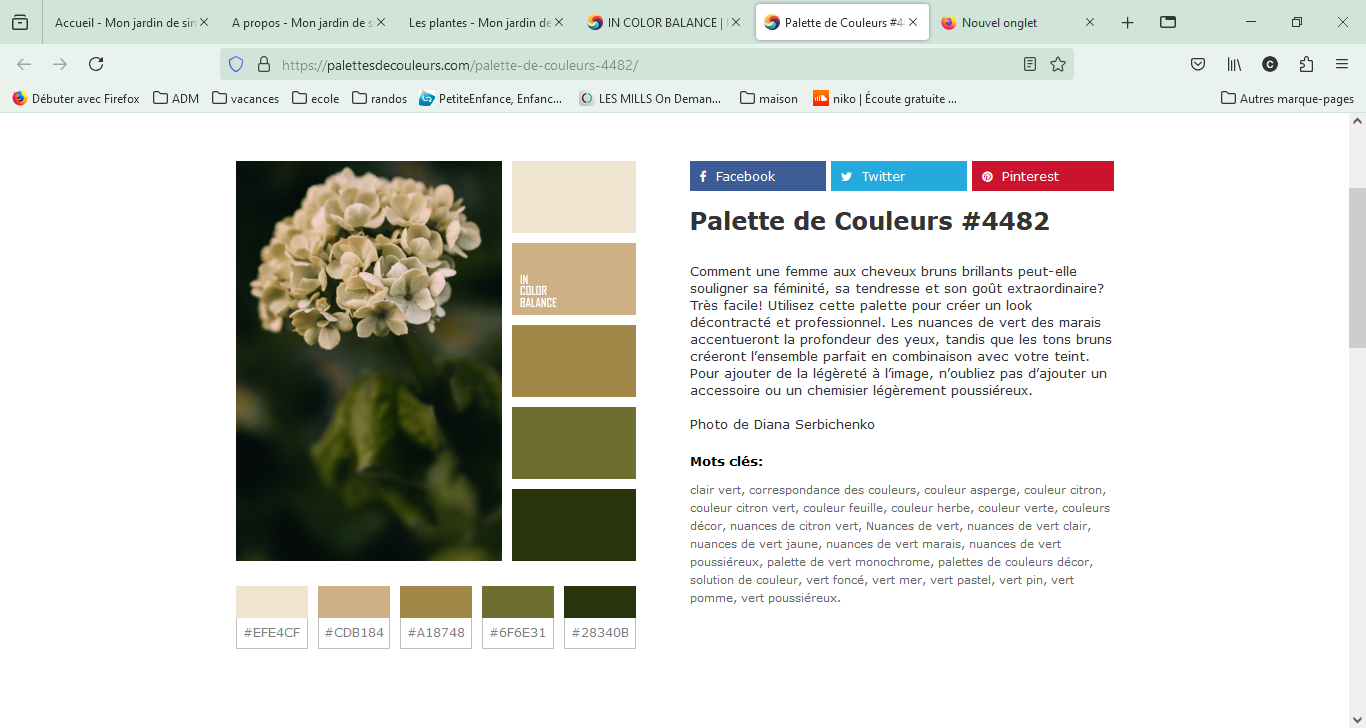 Accueil - Mon jardin de sin
A propos - Mon jardin de s
Les plantes - Mon jardin de
IN COLOR BALANCE |
Palette de Couleurs #4
Nouvel onglet
https://palettesdecouleurs.com/palette-de-couleurs-4482/
C
Débuter avec Firefox
ADM
vacances
ecole
randos
PetiteEnfance, Enfanc...
LES MILLS On Deman...
maison
niko | Écoute gratuite ...
Autres marque-pages
IN
COLOR
BALANCE
#EFE4CF
#CDB184
#A18748
#6F6E31
#28340B
Facebook
Twitter
Pinterest
Palette de Couleurs #4482
Comment une femme aux cheveux bruns brillants peut-elle
souligner sa féminité, sa tendresse et son goût extraordinaire?
Très facile! Utilisez cette palette pour créer un look
décontracté et professionnel. Les nuances de vert des marais
accentueront la profondeur des yeux, tandis que les tons bruns
créeront l’ensemble parfait en combinaison avec votre teint.
Pour ajouter de la légèreté à l’image, n’oubliez pas d’ajouter un
accessoire ou un chemisier légèrement poussiéreux.
Photo de Diana Serbichenko
Mots clés:
clair vert, correspondance des couleurs, couleur asperge, couleur citron,
couleur citron vert, couleur feuille, couleur herbe, couleur verte, couleurs
décor, nuances de citron vert, Nuances de vert, nuances de vert clair,
nuances de vert jaune, nuances de vert marais, nuances de vert
poussiéreux, palette de vert monochrome, palettes de couleurs décor,
solution de couleur, vert foncé, vert mer, vert pastel, vert pin, vert
pomme, vert poussiéreux.